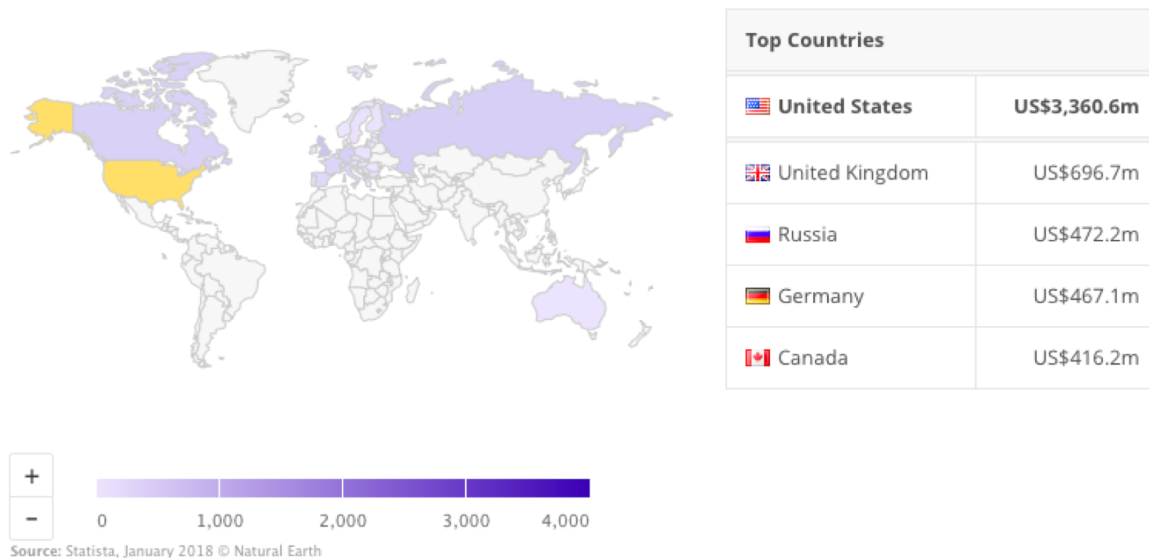 Top Countries
United States US$3,360.6m
United Kingdom US$696.7m
Russia US$472.2m
Germany US$467.1m
Canada US$416.2m
+
−
0 1,000 2,000 3,000 4,000
Source: Statista, January 2018 © Natural Earth